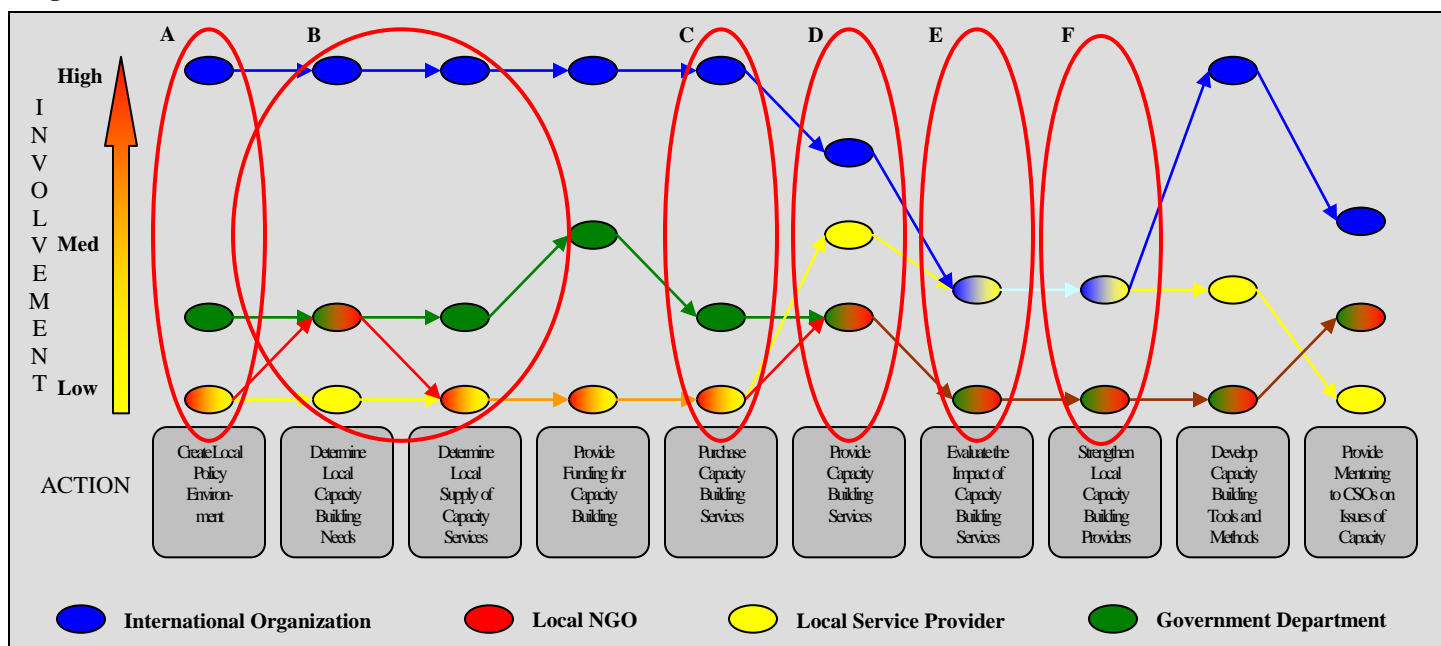 A
B
C
D
E
F
High
Med
Low
INVOLVEMENT
ACTION
Create Local
Policy
Environ-
ment
Determine
Local
Capacity
Building
Needs
Determine
Local
Supply of
Capacity
Services
Provide
Funding for
Capacity
Building
Purchase
Capacity
Building
Services
Provide
Capacity
Building
Services
Evaluate the
Impact of
Capacity
Building
Services
Strengthen
Local
Capacity
Building
Providers
Develop
Capacity
Building
Tools and
Methods
Provide
Mentoring
to CSOs on
Issues of
Capacity
International Organization
Local NGO
Local Service Provider
Government Department